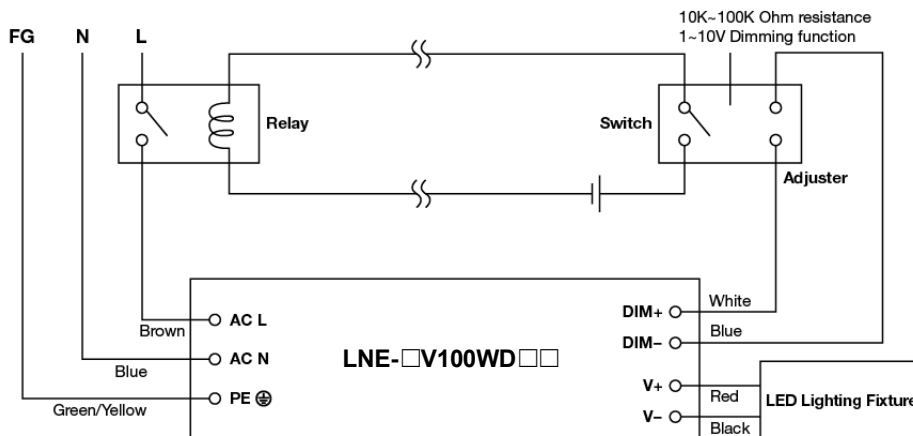 10K~100K Ohm resistance
1~10V Dimming function
FG N L
Relay
Switch
Adjuster
Brown
AC L
Blue
AC N
Green/Yellow
PE
LNE-□V100WD□□
DIM+
White
DIM–
Blue
V+
Red
V–
Black
LED Lighting Fixture